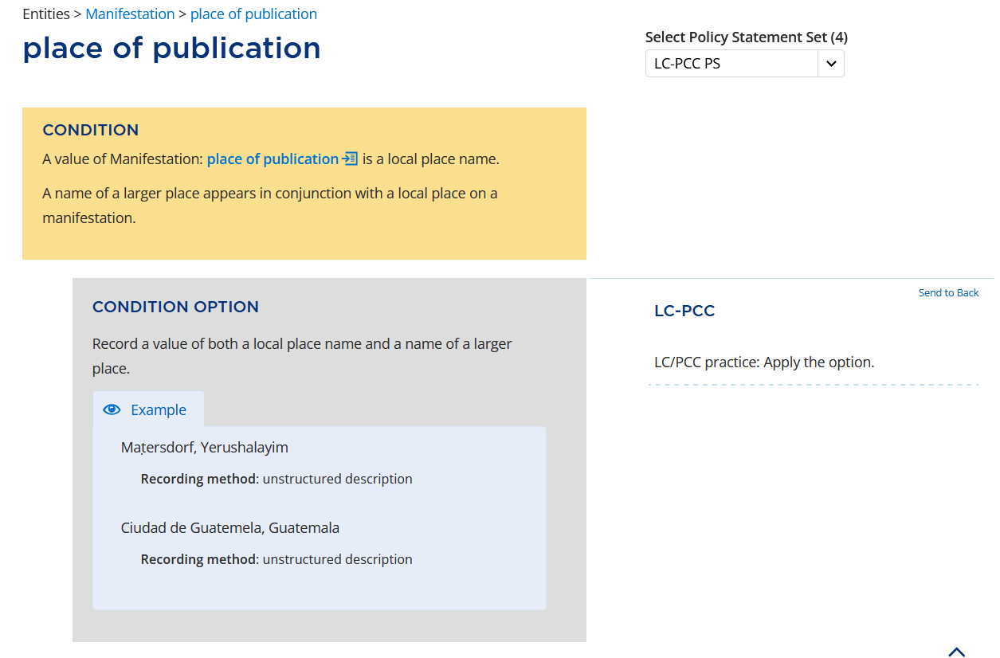 Entities > Manifestation > place of publication
place of publication
Select Policy Statement Set (4)
LC-PCC PS
CONDITION
A value of Manifestation: place of publication is a local place name.
A name of a larger place appears in conjunction with a local place on a
manifestation.
CONDITION OPTION
Record a value of both a local place name and a name of a larger
place.
Example
Maṭersdorf, Yerushalayim
Recording method: unstructured description
Ciudad de Guatemela, Guatemala
Recording method: unstructured description
Send to Back
LC-PCC
LC/PCC practice: Apply the option.